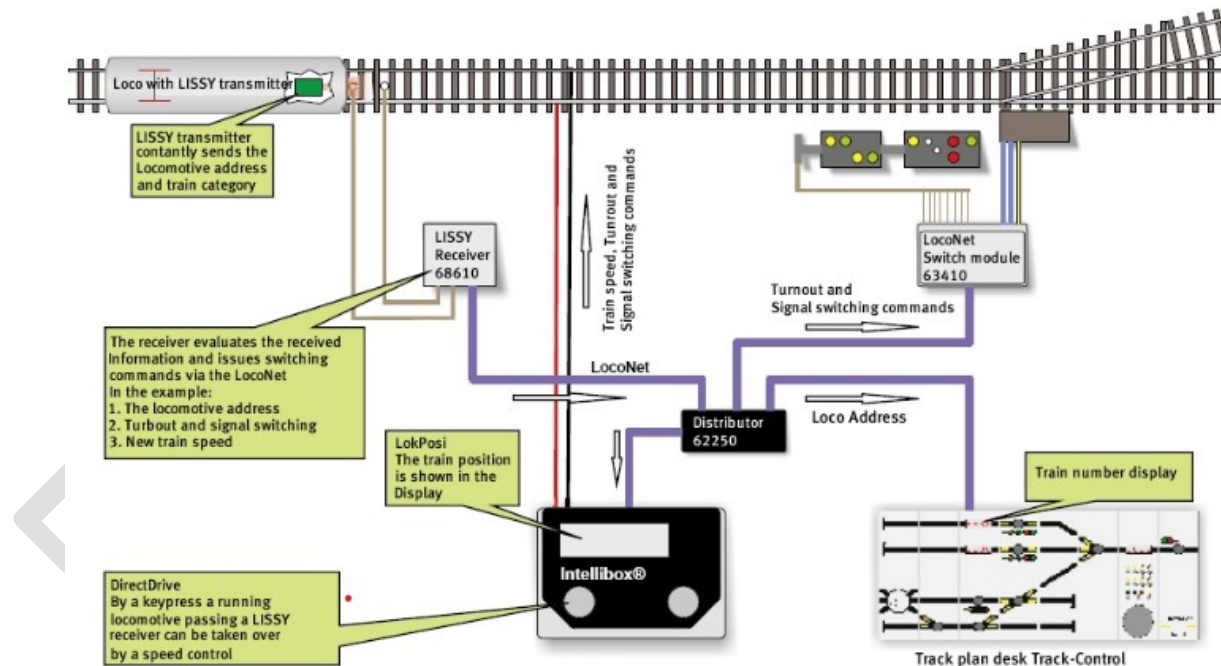 Loco with LISSY transmitter
LISSY transmitter
contantly sends the
Locomotive address
and train category
LISSY
Receiver
68610
Train speed, Tunrout and
Signal switching commands
LocoNet
Switch module
63410
Turnout and
Signal switching commands
The receiver evaluates the received
Information and issues switching
commands via the LocoNet
In the example:
1. The locomotive address
2. Turbout and signal switching
3. New train speed
LocoNet
Distributor
62250
Loco Address
LokPosi
The train position
is shown in the
Display
Train number display
Intellibox®
DirectDrive
By a keypress a running
locomotive passing a LISSY
receiver can be taken over
by a speed control
Track plan desk Track-Control